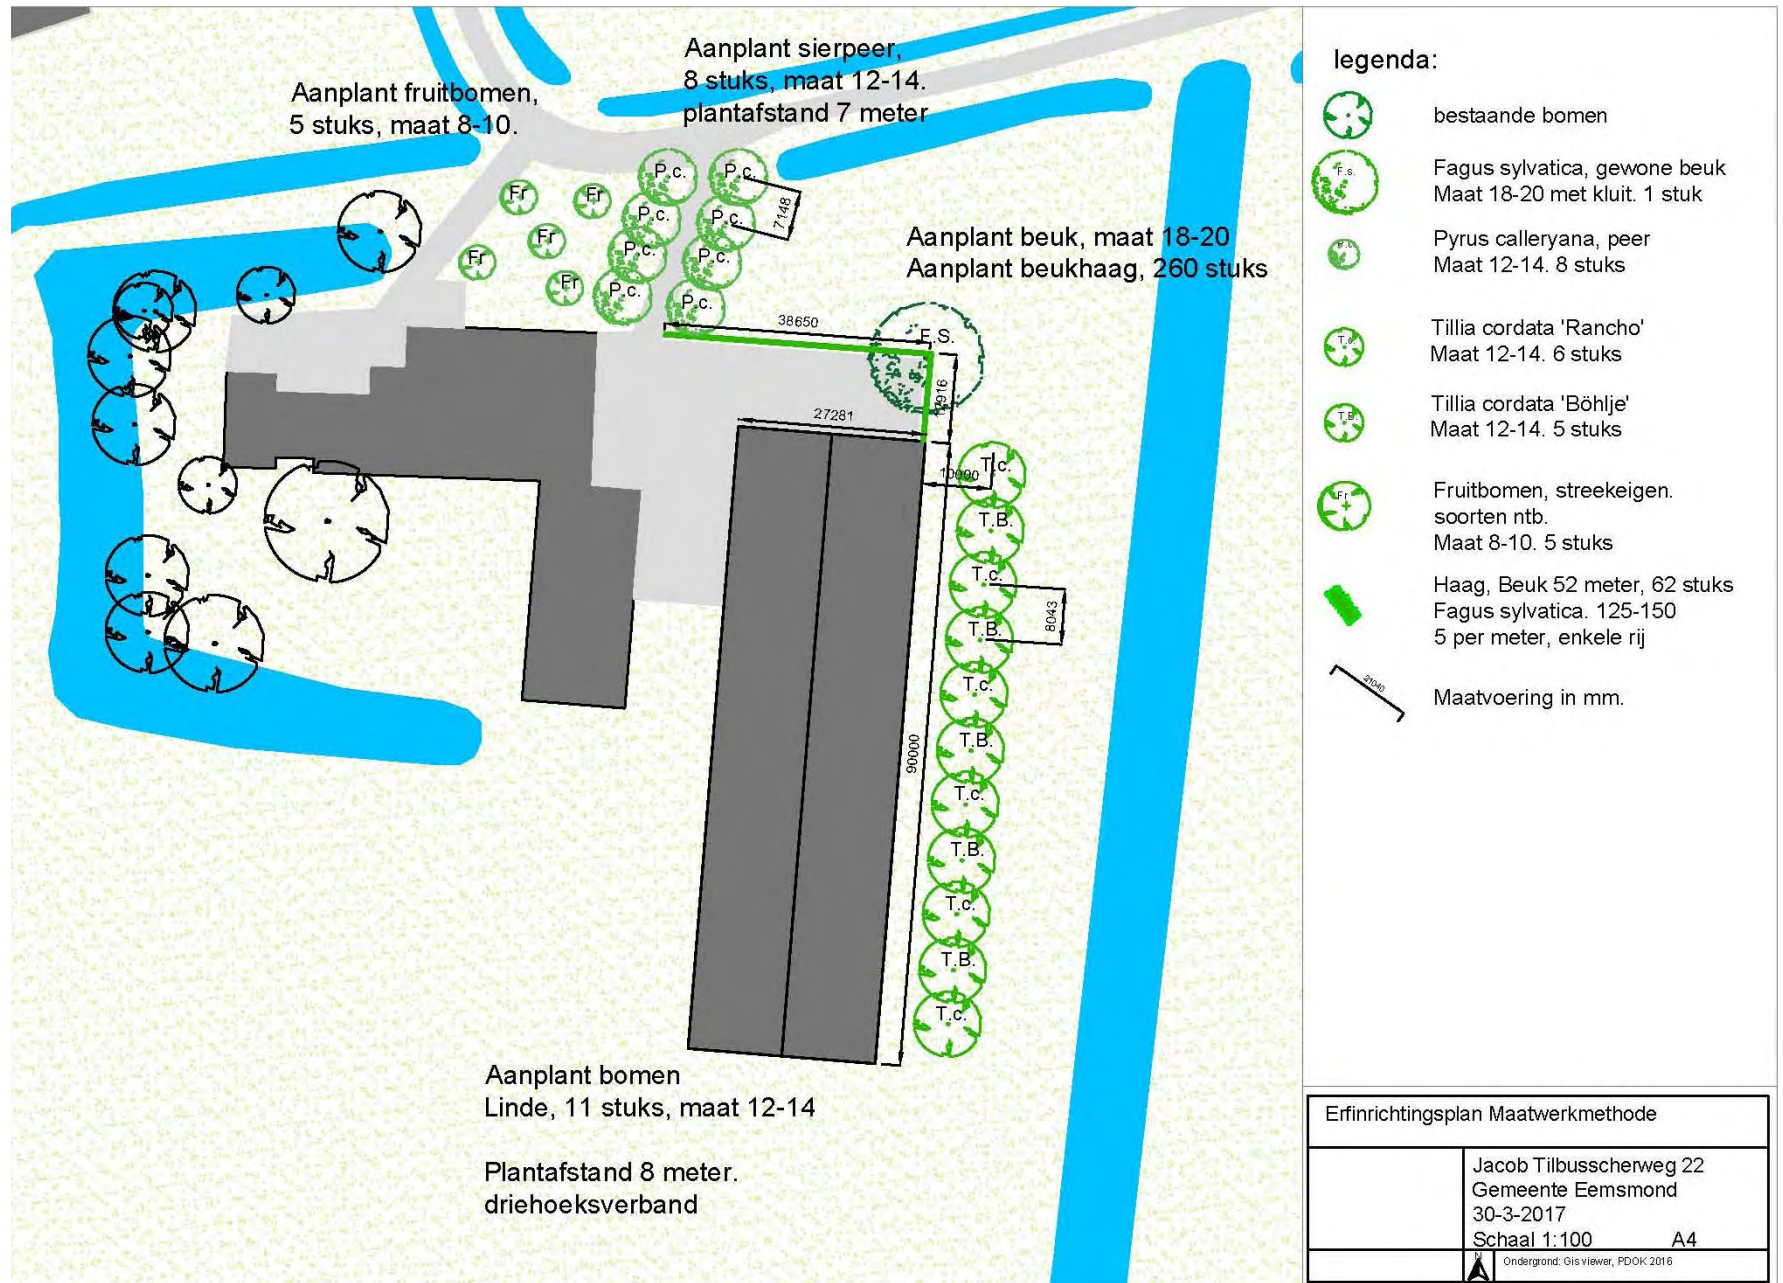 Aanplant fruitbomen,
5 stuks, maat 8-10.
Aanplant sierpeer,
8 stuks, maat 12-14.
plantafstand 7 meter
Fr
Fr
Fr
Fr
Fr
P.c.
P.c.
P.c.
P.c.
P.c.
P.c.
P.c.
P.c.
7148
Aanplant beuk, maat 18-20
Aanplant beukhaag, 260 stuks
38650
F.S.
27281
10000
T.c.
T.B.
T.c.
T.B.
T.c.
T.B.
T.c.
T.B.
T.c.
T.B.
T.c.
8043
90000
Aanplant bomen
Linde, 11 stuks, maat 12-14
Plantafstand 8 meter.
driehoeksverband
legenda:
bestaande bomen
F.s.
Fagus sylvatica, gewone beuk
Maat 18-20 met kluit. 1 stuk
Pyrus calleryana, peer
Maat 12-14. 8 stuks
T.c.
Tillia cordata 'Rancho'
Maat 12-14. 6 stuks
T.B.
Tillia cordata 'Böhlje'
Maat 12-14. 5 stuks
Fr
Fruitbomen, streekeigen.
soorten ntb.
Maat 8-10. 5 stuks
Haag, Beuk 52 meter, 62 stuks
Fagus sylvatica. 125-150
5 per meter, enkele rij
21040
Maatvoering in mm.
Erfinrichtingsplan Maatwerkmethode
Jacob Tilbusscherweg 22
Gemeente Eemsmond
30-3-2017
Schaal 1:100 A4
N
Ondergrond: Gisviewer, PDOK 2016